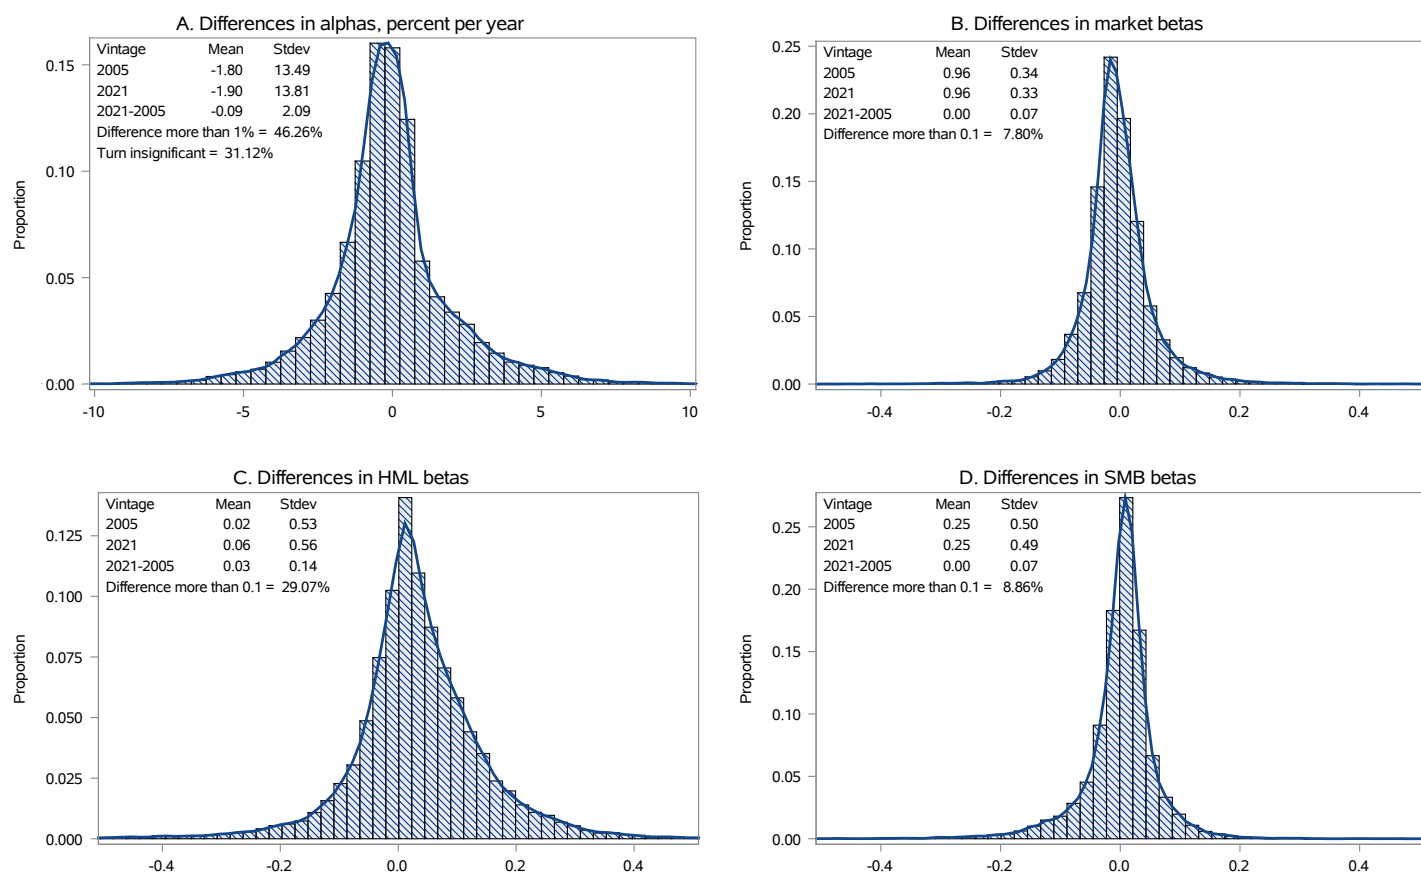 A. Differences in alphas, percent per year
Vintage Mean Stdev
2005 -1.80 13.49
2021 -1.90 13.81
2021-2005 -0.09 2.09
Difference more than 1% = 46.26%
Turn insignificant = 31.12%
Proportion
0.15
0.10
0.05
0.00
-10 -5 0 5 10
B. Differences in market betas
Vintage Mean Stdev
2005 0.96 0.34
2021 0.96 0.33
2021-2005 0.00 0.07
Difference more than 0.1 = 7.80%
Proportion
0.25
0.20
0.15
0.10
0.05
0.00
-0.4 -0.2 0.0 0.2 0.4
C. Differences in HML betas
Vintage Mean Stdev
2005 0.02 0.53
2021 0.06 0.56
2021-2005 0.03 0.14
Difference more than 0.1 = 29.07%
Proportion
0.125
0.100
0.075
0.050
0.025
0.000
-0.4 -0.2 0.0 0.2 0.4
D. Differences in SMB betas
Vintage Mean Stdev
2005 0.25 0.50
2021 0.25 0.49
2021-2005 0.00 0.07
Difference more than 0.1 = 8.86%
Proportion
0.25
0.20
0.15
0.10
0.05
0.00
-0.4 -0.2 0.0 0.2 0.4